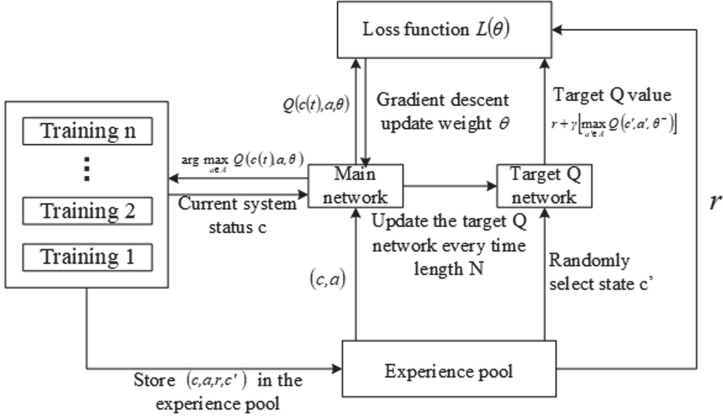 Loss function L(θ)
Q(c(t),a,θ)
Gradient descent
update weight θ
Target Q value
r+γ[max Q(c′,a′,θ⁻)]
a′∈A
Training n
⋮
Training 2
Training 1
arg max Q(c(t),a,θ)
a∈A
Current system
status c
Main
network
Target Q
network
Update the target Q
network every time
length N
r
(c,a)
Randomly
select state c’
Store (c,a,r,c′) in the
experience pool
Experience pool